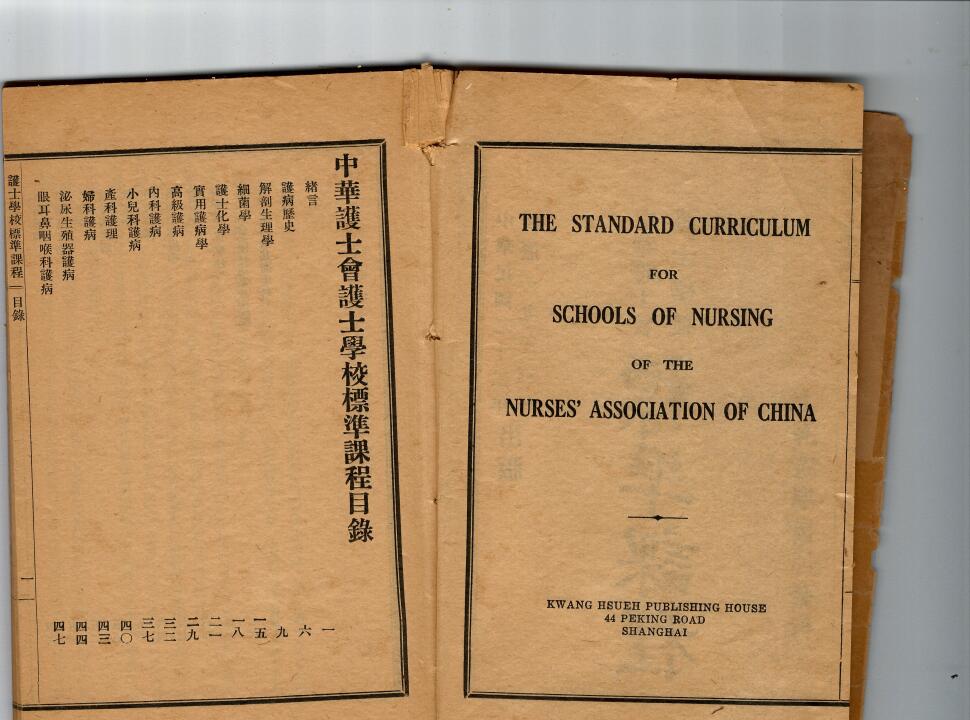 THE STANDARD CURRICULUM
FOR
SCHOOLS OF NURSING
OF THE
NURSES' ASSOCIATION OF CHINA
KWANG HSUEH PUBLISHING HOUSE
44 PEKING ROAD
SHANGHAI
中華護士會護士學校標準課程目錄
緒言 一
護病歷史 六
解剖生理學 九
細菌學 一五
護士化學 一八
實用護病學 二一
高級護病 二九
內科護病 三二
小兒科護病 三七
產科護理 四〇
婦科護病 四三
泌尿生殖器護病 四四
眼耳鼻咽喉科護病 四七
護士學校標準課程 目錄 一